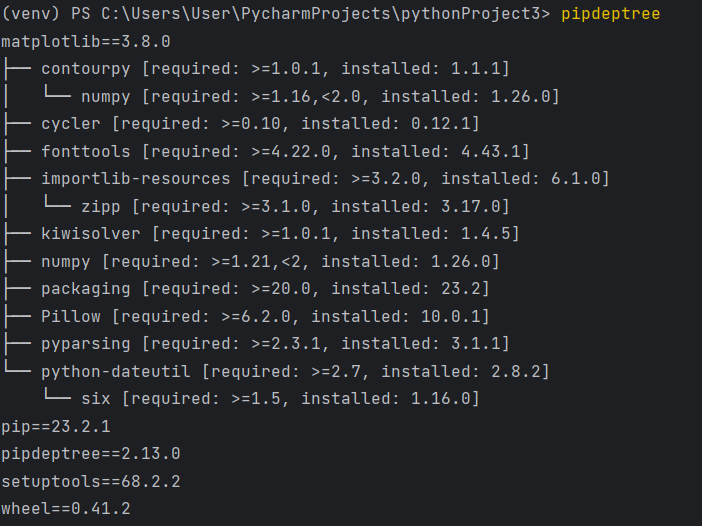 (venv) PS C:\Users\User\PycharmProjects\pythonProject3> pipdeptree
matplotlib==3.8.0
├── contourpy [required: >=1.0.1, installed: 1.1.1]
│   └── numpy [required: >=1.16,<2.0, installed: 1.26.0]
├── cycler [required: >=0.10, installed: 0.12.1]
├── fonttools [required: >=4.22.0, installed: 4.43.1]
├── importlib-resources [required: >=3.2.0, installed: 6.1.0]
│   └── zipp [required: >=3.1.0, installed: 3.17.0]
├── kiwisolver [required: >=1.0.1, installed: 1.4.5]
├── numpy [required: >=1.21,<2, installed: 1.26.0]
├── packaging [required: >=20.0, installed: 23.2]
├── Pillow [required: >=6.2.0, installed: 10.0.1]
├── pyparsing [required: >=2.3.1, installed: 3.1.1]
└── python-dateutil [required: >=2.7, installed: 2.8.2]
    └── six [required: >=1.5, installed: 1.16.0]
pip==23.2.1
pipdeptree==2.13.0
setuptools==68.2.2
wheel==0.41.2